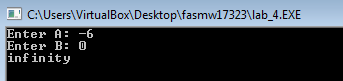 C:\Users\VirtualBox\Desktop\fasmw17323\lab_4.EXE
Enter A: -6
Enter B: 0
infinity